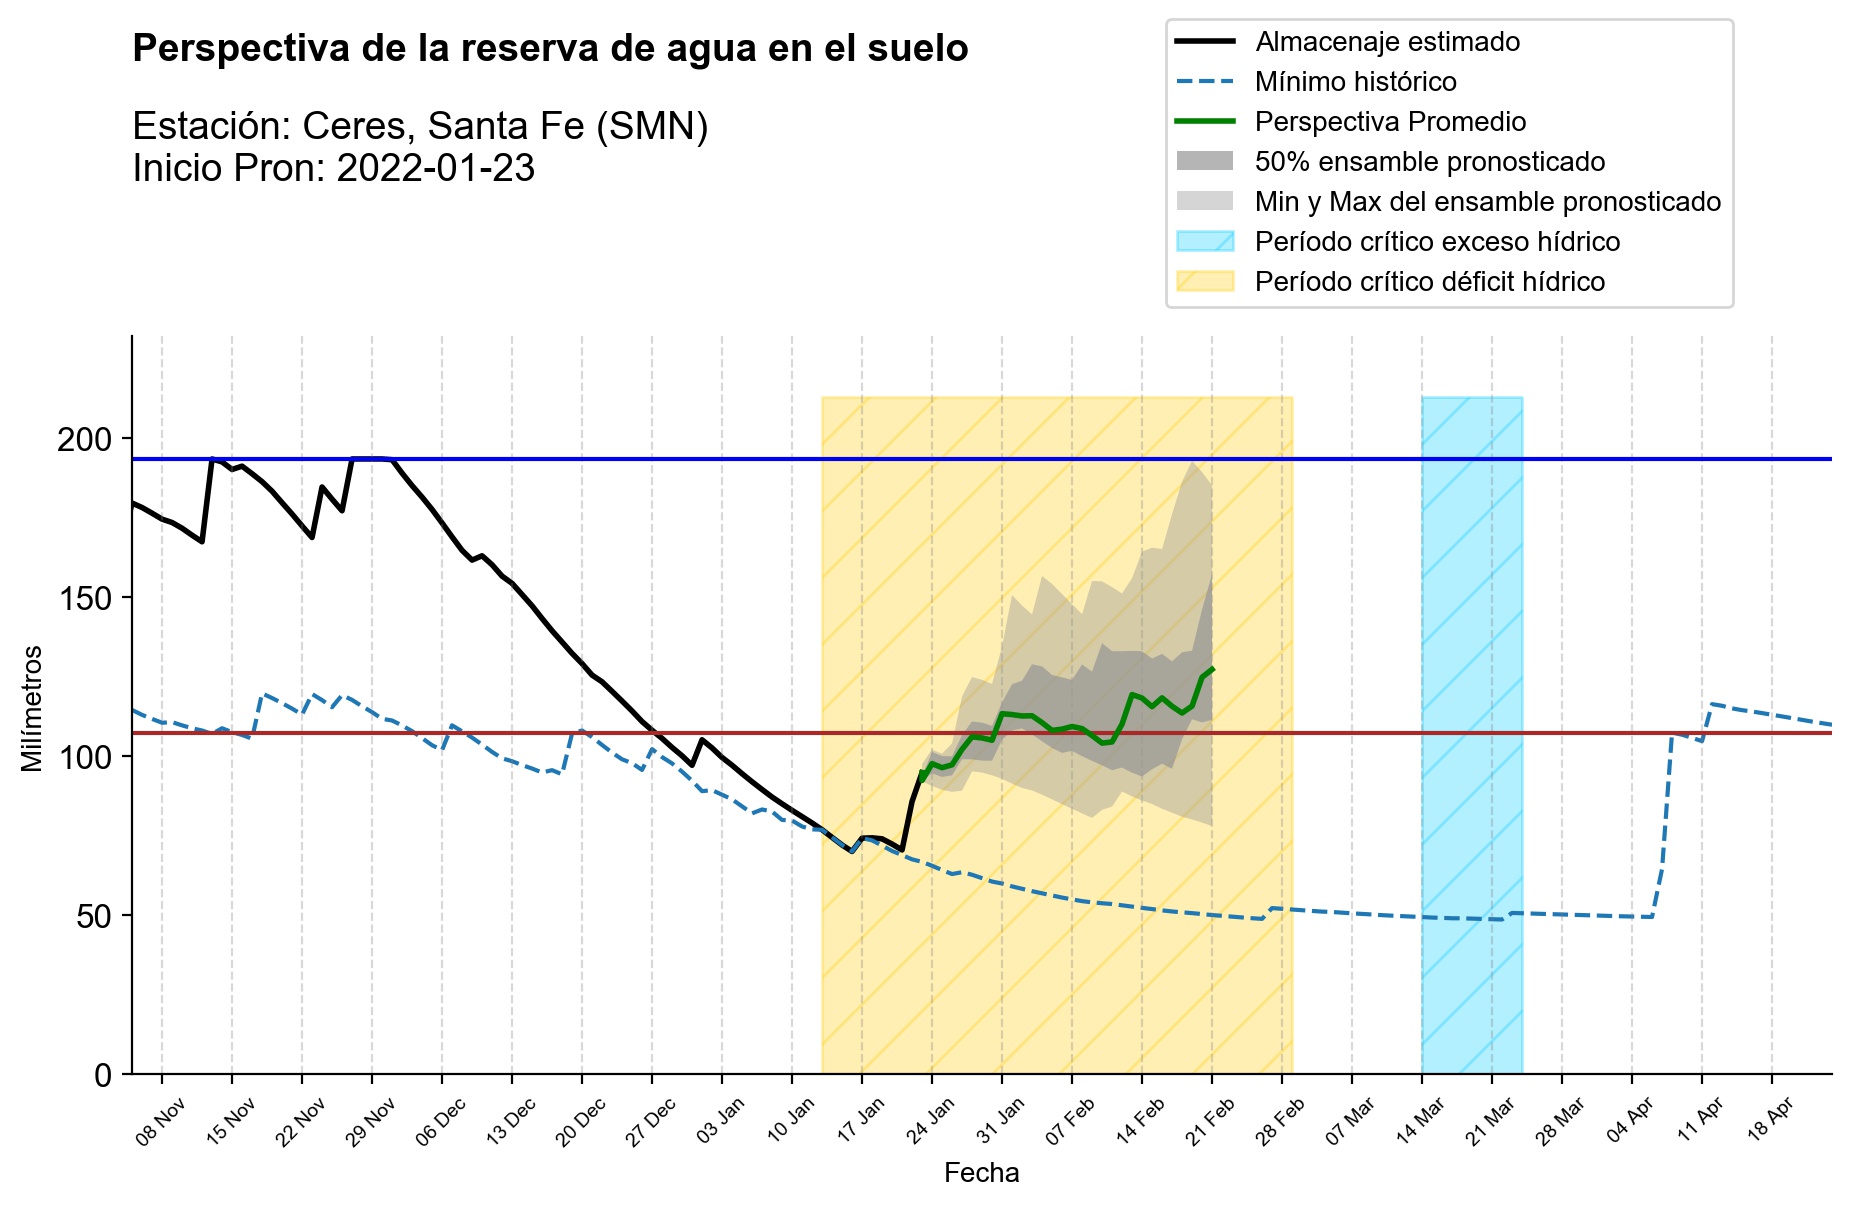 Perspectiva de la reserva de agua en el suelo
Estación: Ceres, Santa Fe (SMN)
Inicio Pron: 2022-01-23
Almacenaje estimado
Mínimo histórico
Perspectiva Promedio
50% ensamble pronosticado
Min y Max del ensamble pronosticado
Período crítico exceso hídrico
Período crítico déficit hídrico
Milímetros
200
150
100
50
0
08 Nov
15 Nov
22 Nov
29 Nov
06 Dec
13 Dec
20 Dec
27 Dec
03 Jan
10 Jan
17 Jan
24 Jan
31 Jan
07 Feb
14 Feb
21 Feb
28 Feb
07 Mar
14 Mar
21 Mar
28 Mar
04 Apr
11 Apr
18 Apr
Fecha